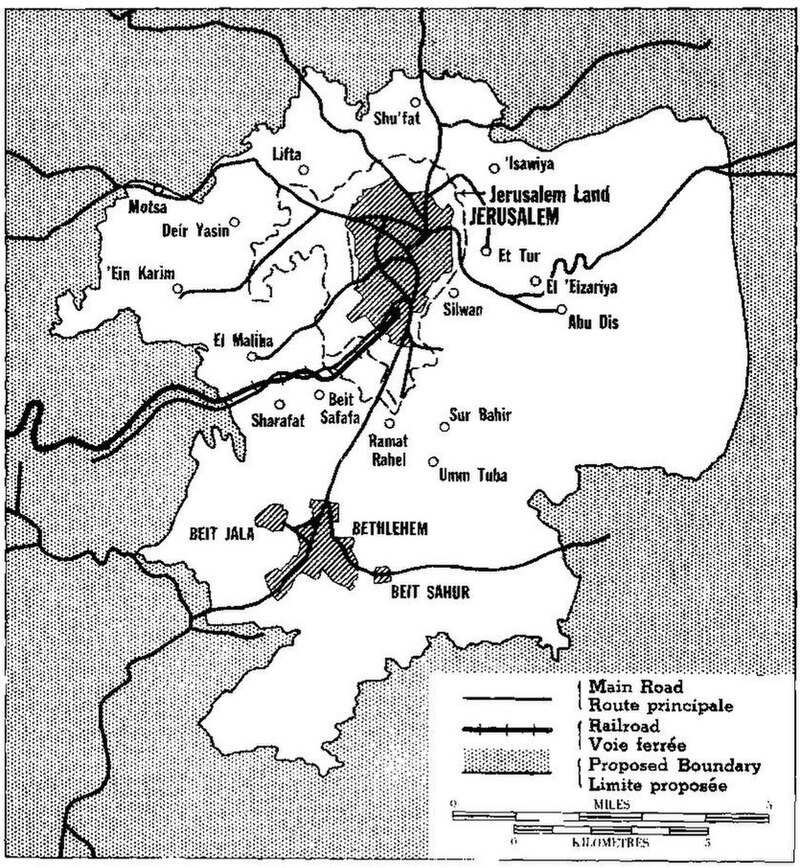 Shu'fat
Lifta
'Isawiya
Jerusalem Land
JERUSALEM
Motsa
Deir Yasin
Et Tur
'Ein Karim
El 'Eizariya
Silwan
Abu Dis
El Maliha
Beit
Safafa
Sharafat
Sur Bahir
Ramat
Rahel
Umm Tuba
BEIT JALA
BETHLEHEM
BEIT SAHUR
Main Road
Route principale
Railroad
Voie ferrée
Proposed Boundary
Limite proposée
0 MILES 5
0 KILOMETRES 5